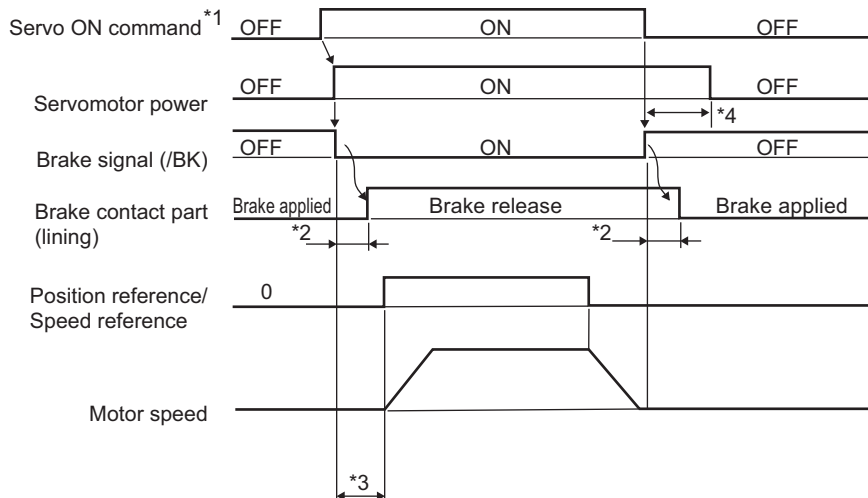 Servo ON command*1 OFF ON OFF
Servomotor power OFF ON OFF
*4
Brake signal (/BK) OFF ON OFF
Brake contact part
(lining)
Brake applied Brake release Brake applied
*2 *2
Position reference/
Speed reference
0
Motor speed
*3